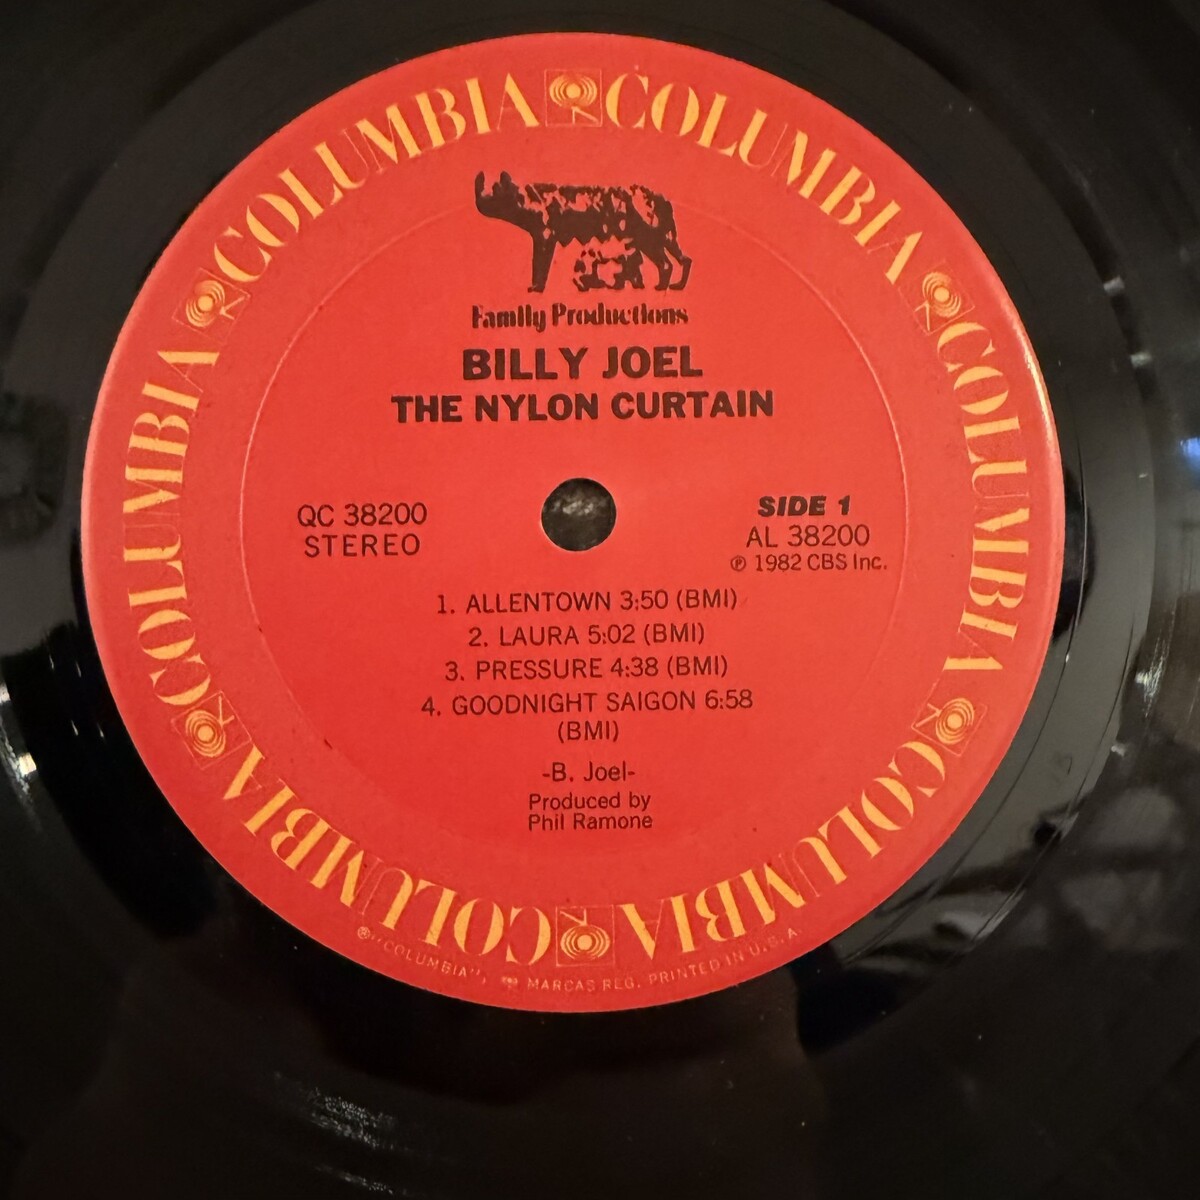 COLUMBIA COLUMBIA COLUMBIA COLUMBIA COLUMBIA COLUMBIA
Family Productions
BILLY JOEL
THE NYLON CURTAIN
QC 38200
STEREO
SIDE 1
AL 38200
℗ 1982 CBS Inc.
1. ALLENTOWN 3:50 (BMI)
2. LAURA 5:02 (BMI)
3. PRESSURE 4:38 (BMI)
4. GOODNIGHT SAIGON 6:58
(BMI)
-B. Joel-
Produced by
Phil Ramone
® "COLUMBIA", MARCAS REG. PRINTED IN U.S.A.